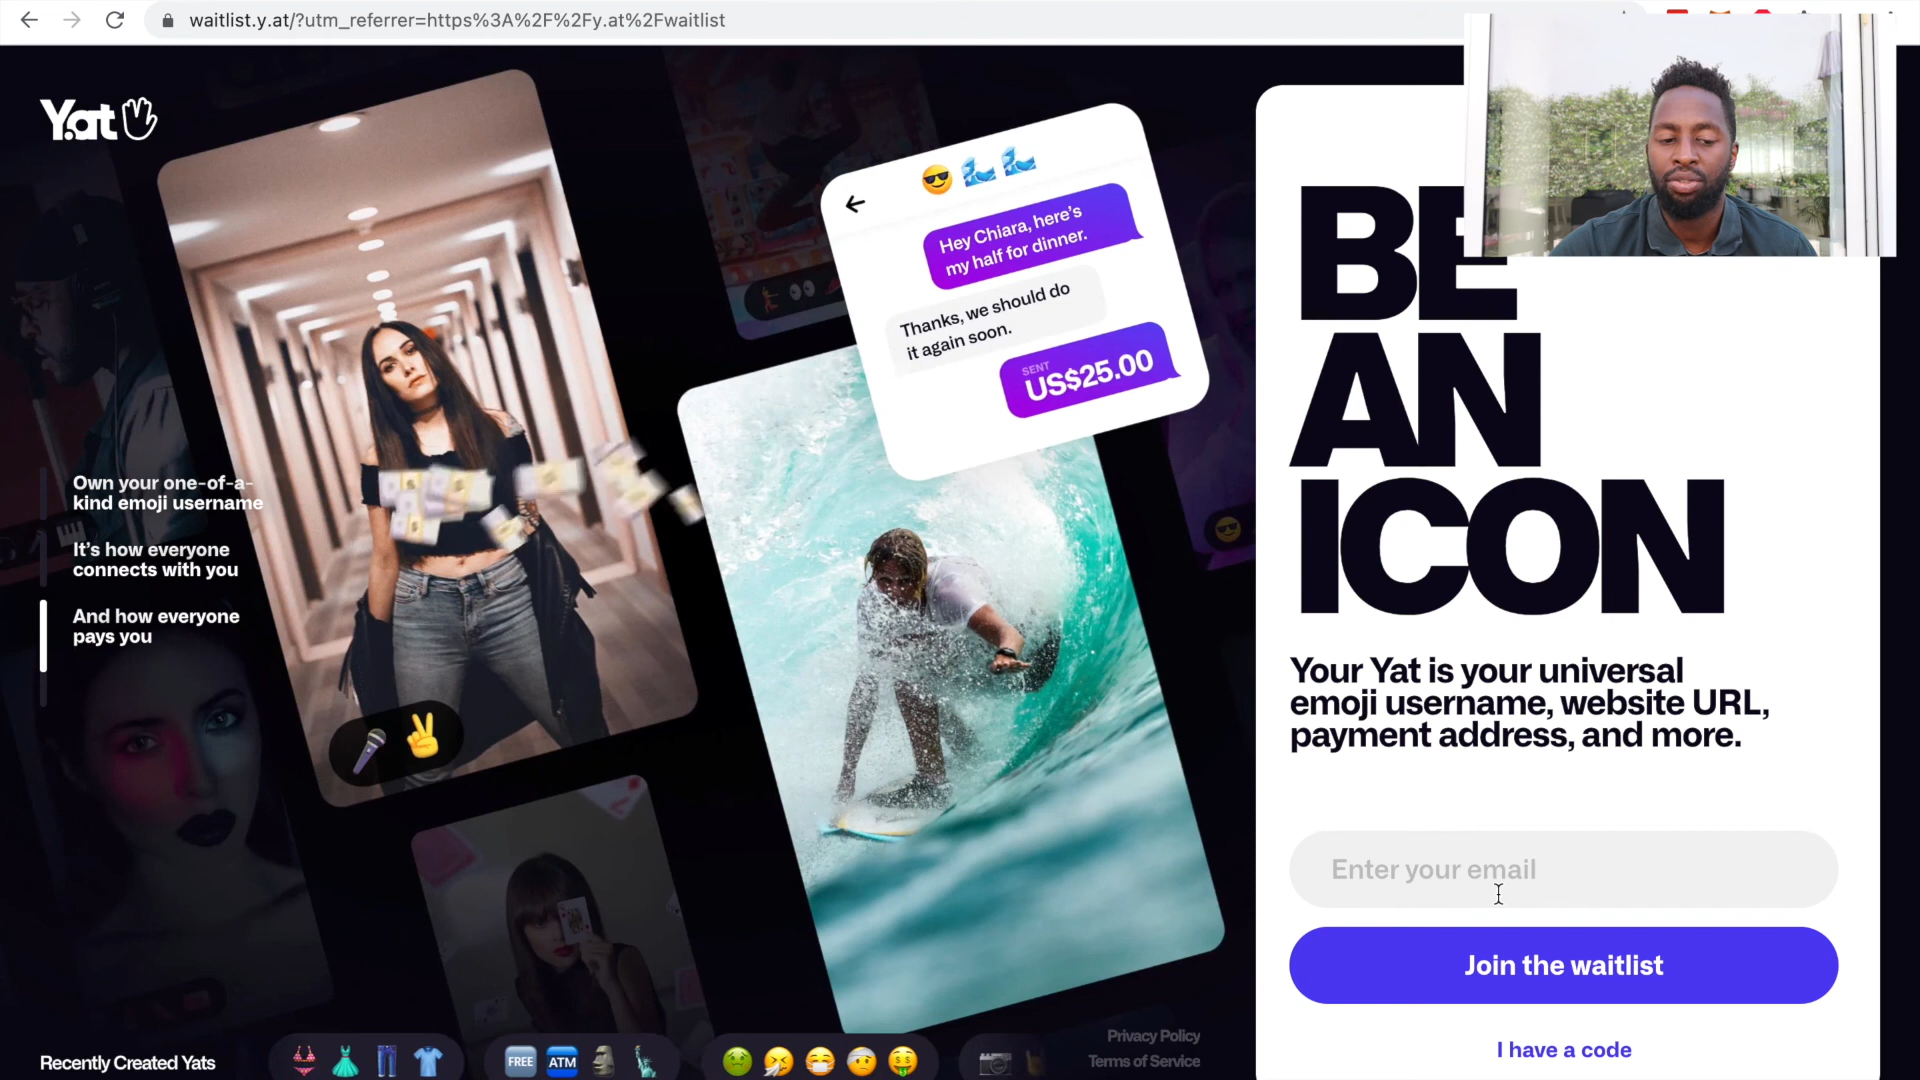 waitlist.y.at/?utm_referrer=https%3A%2F%2Fy.at%2Fwaitlist
Y.at
Hey Chiara, here's
my half for dinner.
Thanks, we should do
it again soon.
SENT
US$25.00
Own your one-of-a-
kind emoji username
It's how everyone
connects with you
And how everyone
pays you
BE
AN
ICON
Your Yat is your universal
emoji username, website URL,
payment address, and more.
Enter your email
Join the waitlist
I have a code
Privacy Policy
Terms of Service
Recently Created Yats
FREE
ATM